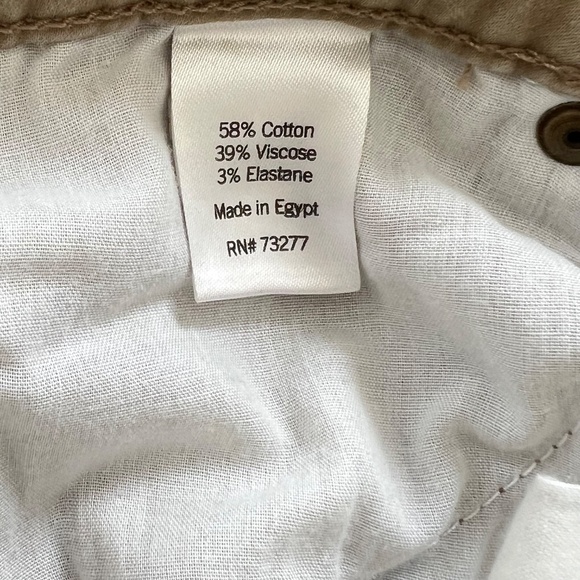 58% Cotton
39% Viscose
3% Elastane
Made in Egypt
RN# 73277